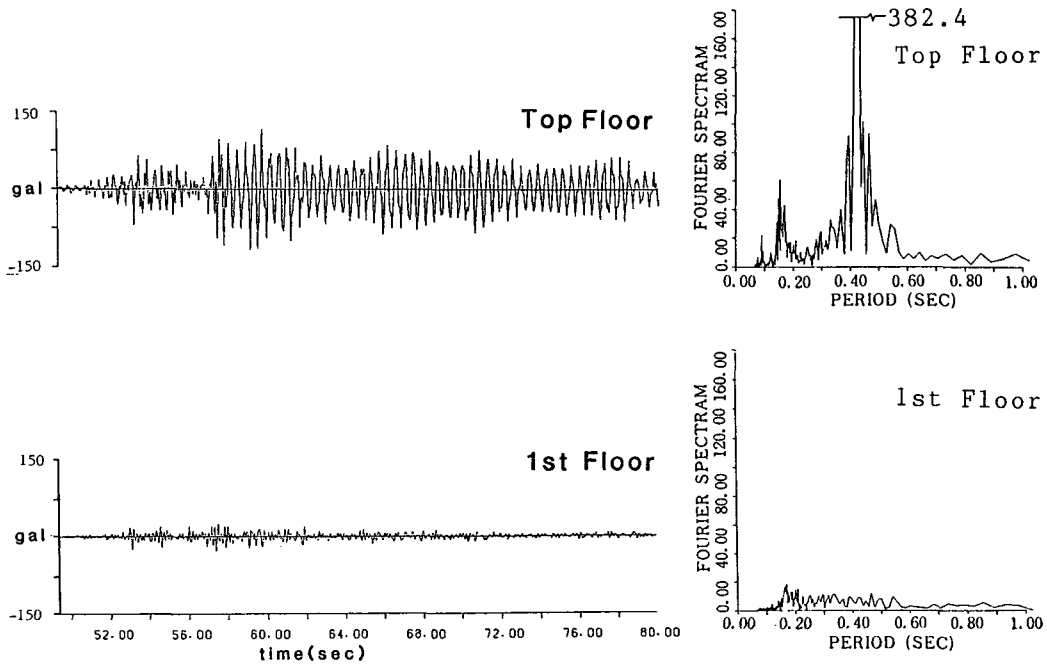 150
gal
-150
Top Floor
382.4
Top Floor
FOURIER SPECTRAM
0.00 40.00 80.00 120.00 160.00
0.00 0.20 0.40 0.60 0.80 1.00
PERIOD (SEC)
150
gal
-150
1st Floor
52.00 56.00 60.00 64.00 68.00 72.00 76.00 80.00
time(sec)
1st Floor
FOURIER SPECTRAM
0.00 40.00 80.00 120.00 160.00
0.00 0.20 0.40 0.60 0.80 1.00
PERIOD (SEC)